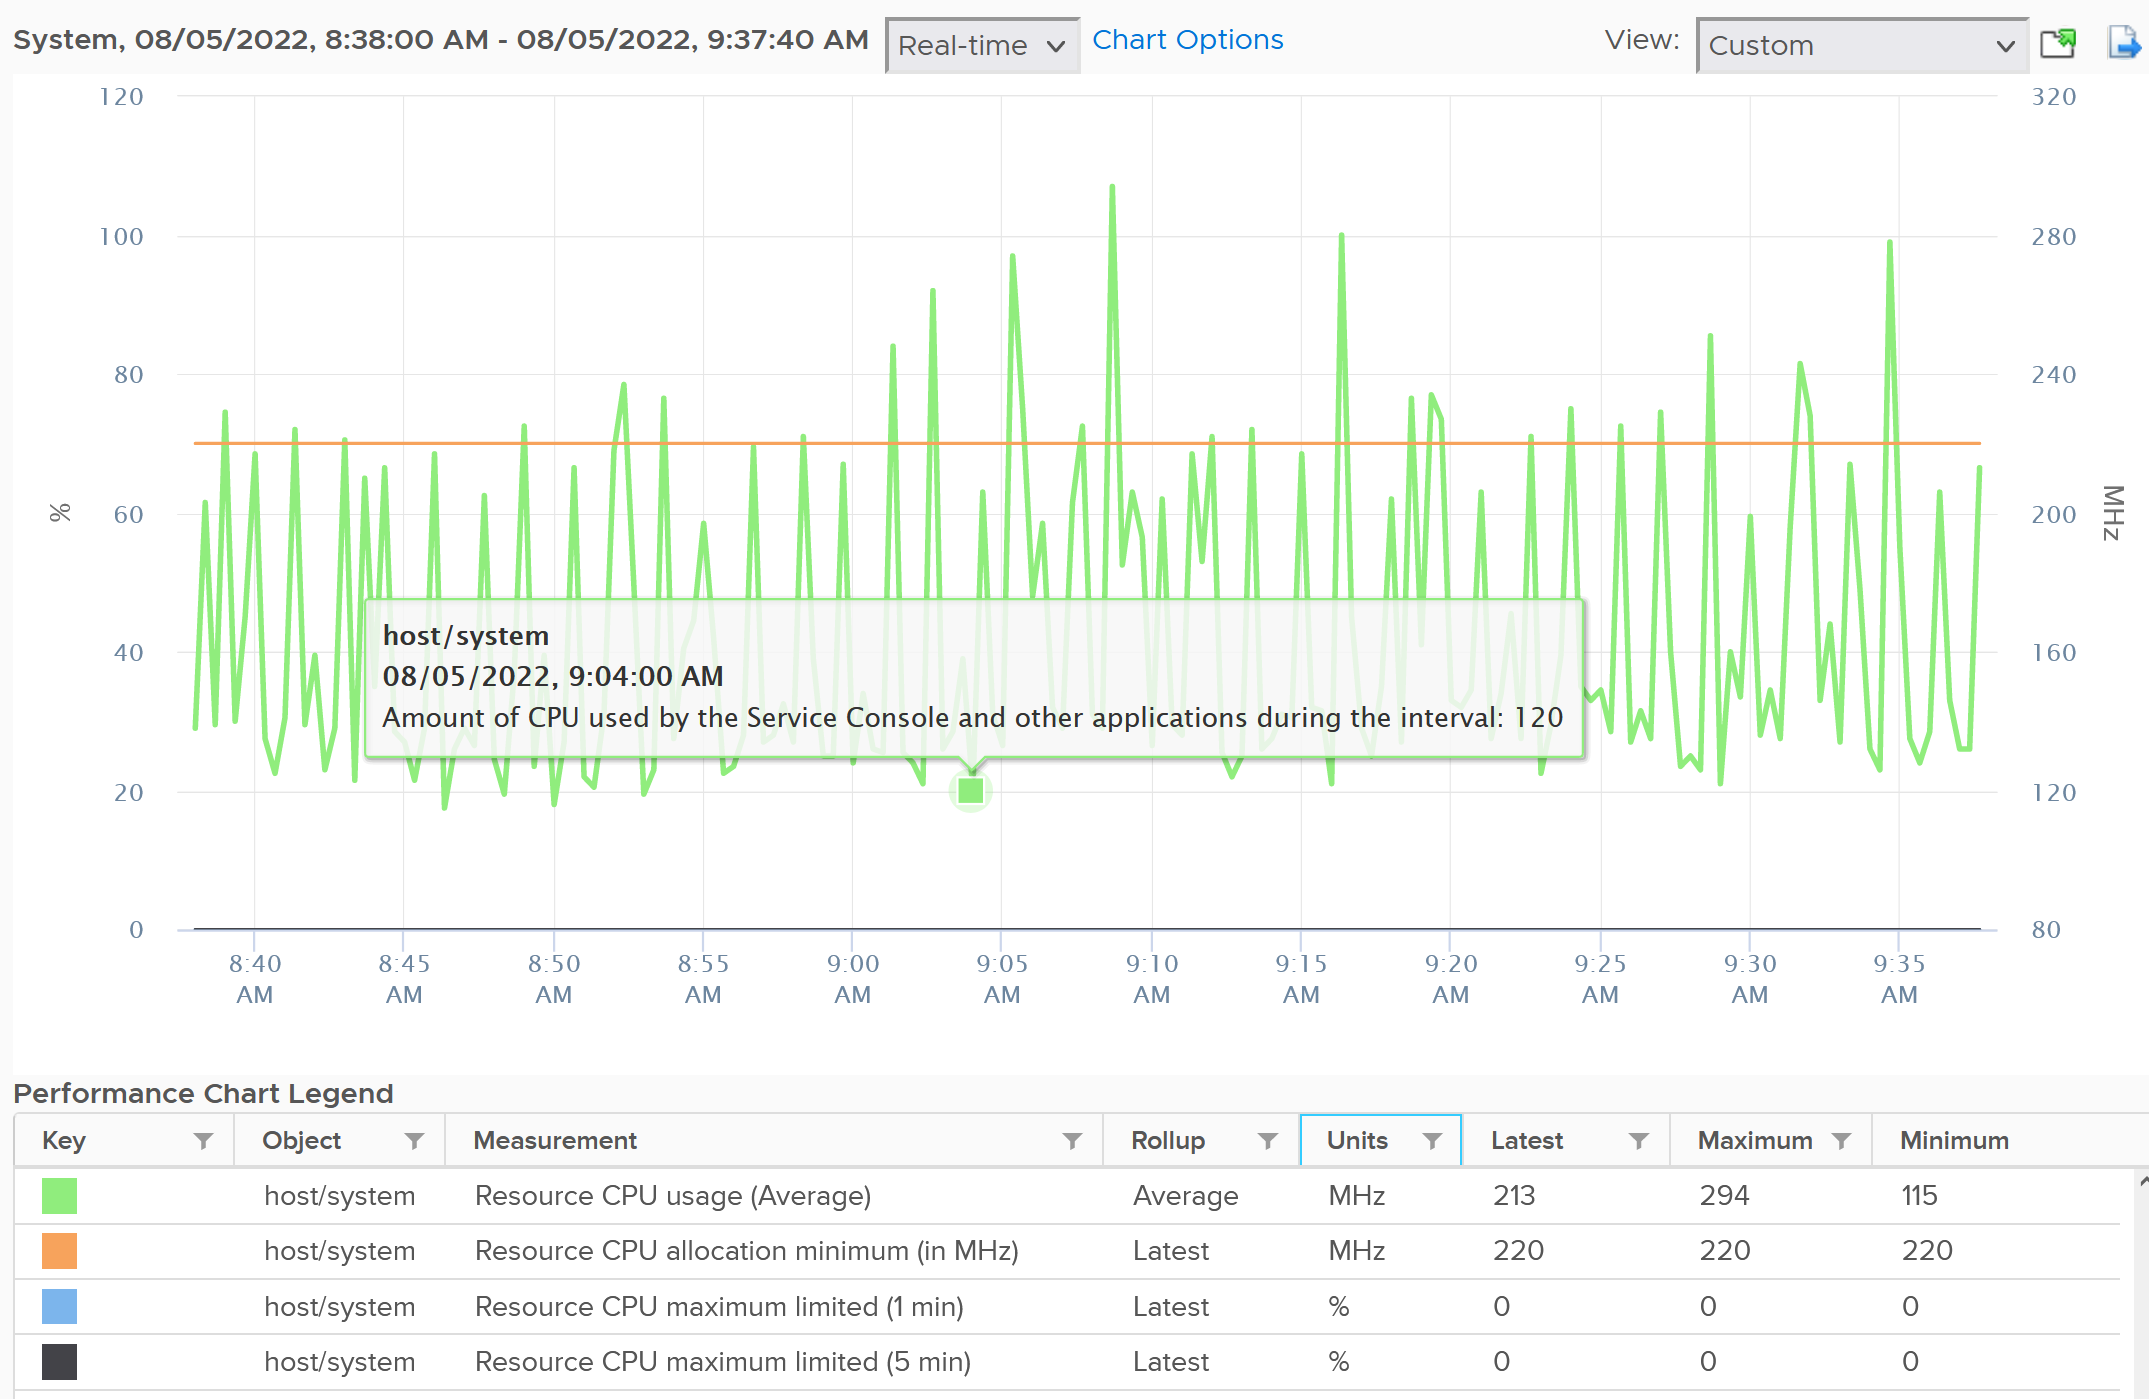 System, 08/05/2022, 8:38:00 AM - 08/05/2022, 9:37:40 AM Real-time Chart Options View: Custom
120 320
100 280
80 240
% 60 200 MHz
40 160
20 120
0 80
host/system
08/05/2022, 9:04:00 AM
Amount of CPU used by the Service Console and other applications during the interval: 120
8:40 8:45 8:50 8:55 9:00 9:05 9:10 9:15 9:20 9:25 9:30 9:35
AM AM AM AM AM AM AM AM AM AM AM AM
Performance Chart Legend
Key Object Measurement Rollup Units Latest Maximum Minimum
host/system Resource CPU usage (Average) Average MHz 213 294 115
host/system Resource CPU allocation minimum (in MHz) Latest MHz 220 220 220
host/system Resource CPU maximum limited (1 min) Latest % 0 0 0
host/system Resource CPU maximum limited (5 min) Latest % 0 0 0